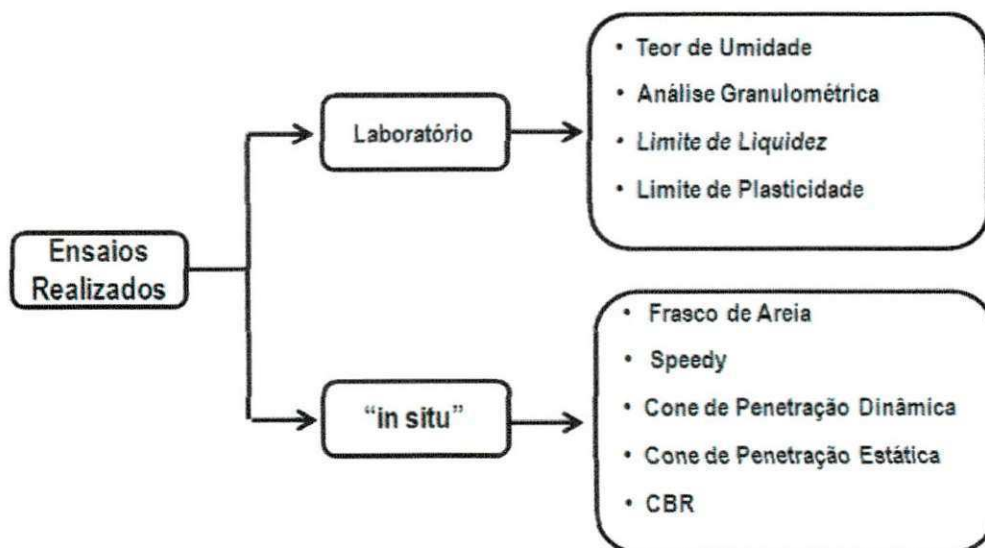 Ensaios
Realizados
Laboratório
• Teor de Umidade
• Análise Granulométrica
• Limite de Liquidez
• Limite de Plasticidade
"in situ"
• Frasco de Areia
• Speedy
• Cone de Penetração Dinâmica
• Cone de Penetração Estática
• CBR